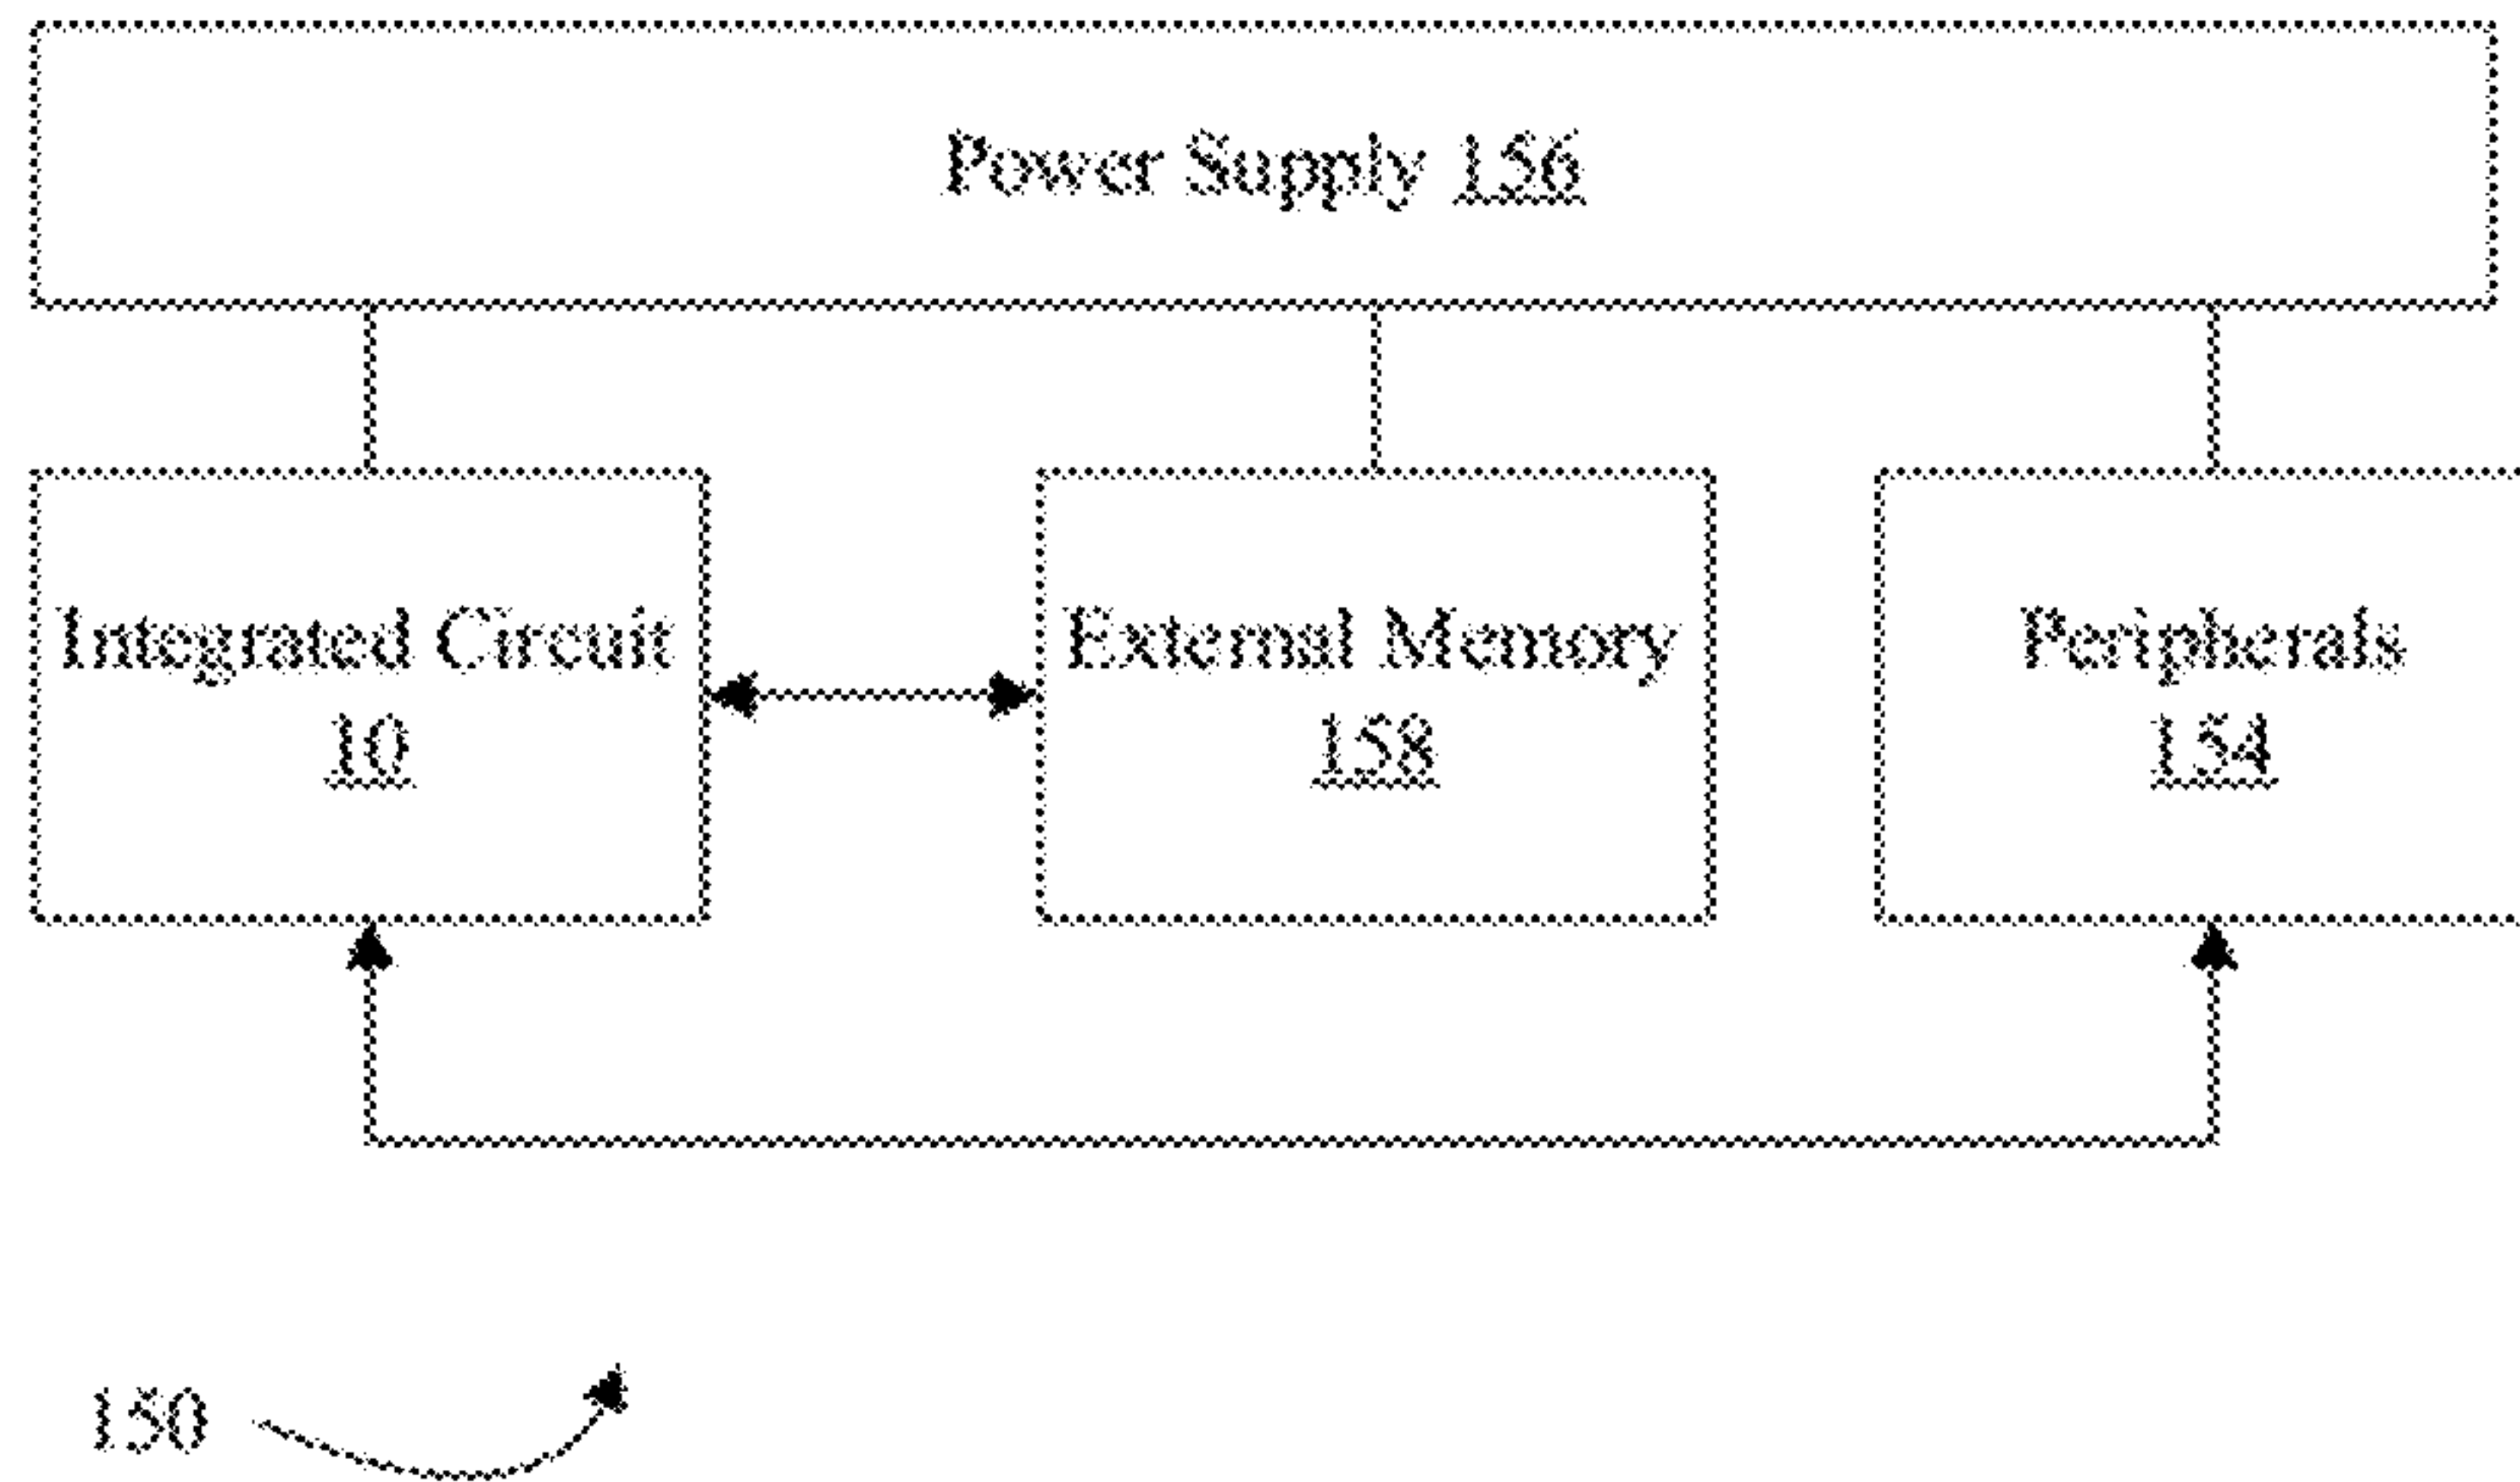 Power Supply 156
Integrated Circuit
10
External Memory
158
Peripherals
154
150